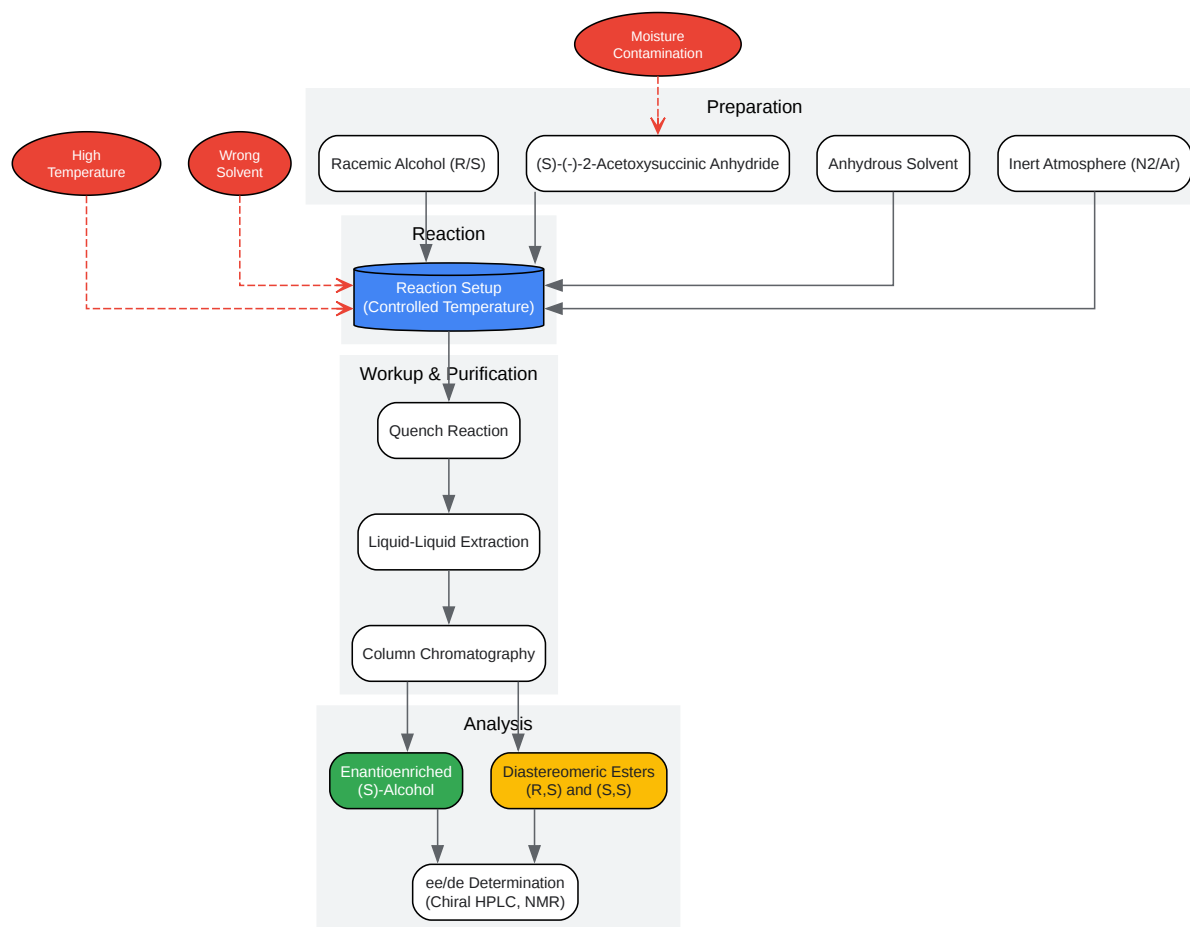 Moisture
Contamination
Preparation
High
Temperature
Wrong
Solvent
Racemic Alcohol (R/S)
(S)-(-)-2-Acetoxysuccinic Anhydride
Anhydrous Solvent
Inert Atmosphere (N2/Ar)
Reaction
Reaction Setup
(Controlled Temperature)
Workup & Purification
Quench Reaction
Liquid-Liquid Extraction
Column Chromatography
Analysis
Enantioenriched
(S)-Alcohol
Diastereomeric Esters
(R,S) and (S,S)
ee/de Determination
(Chiral HPLC, NMR)